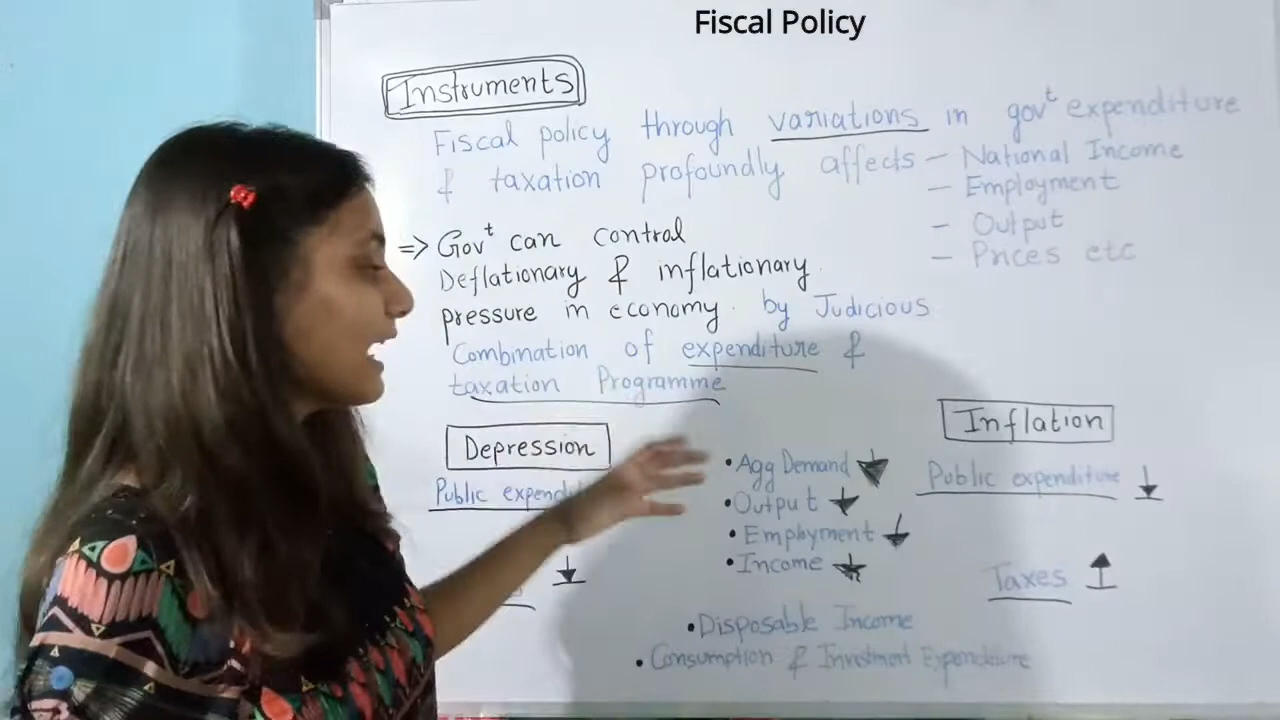 Fiscal Policy
Instruments
Fiscal policy through variations in govt expenditure
& taxation profoundly affects – National Income
– Employment
– Output
– Prices etc
=> Govt can control
Deflationary & inflationary
pressure in economy. by Judicious
Combination of expenditure &
taxation Programme
Depression
Public
Inflation
Public expenditure ↓
Taxes ↑
• Agg Demand ↓
• Output ↓
• Employment ↓
• Income ↓
• Disposable Income
• Consumption & Investment Expenditure